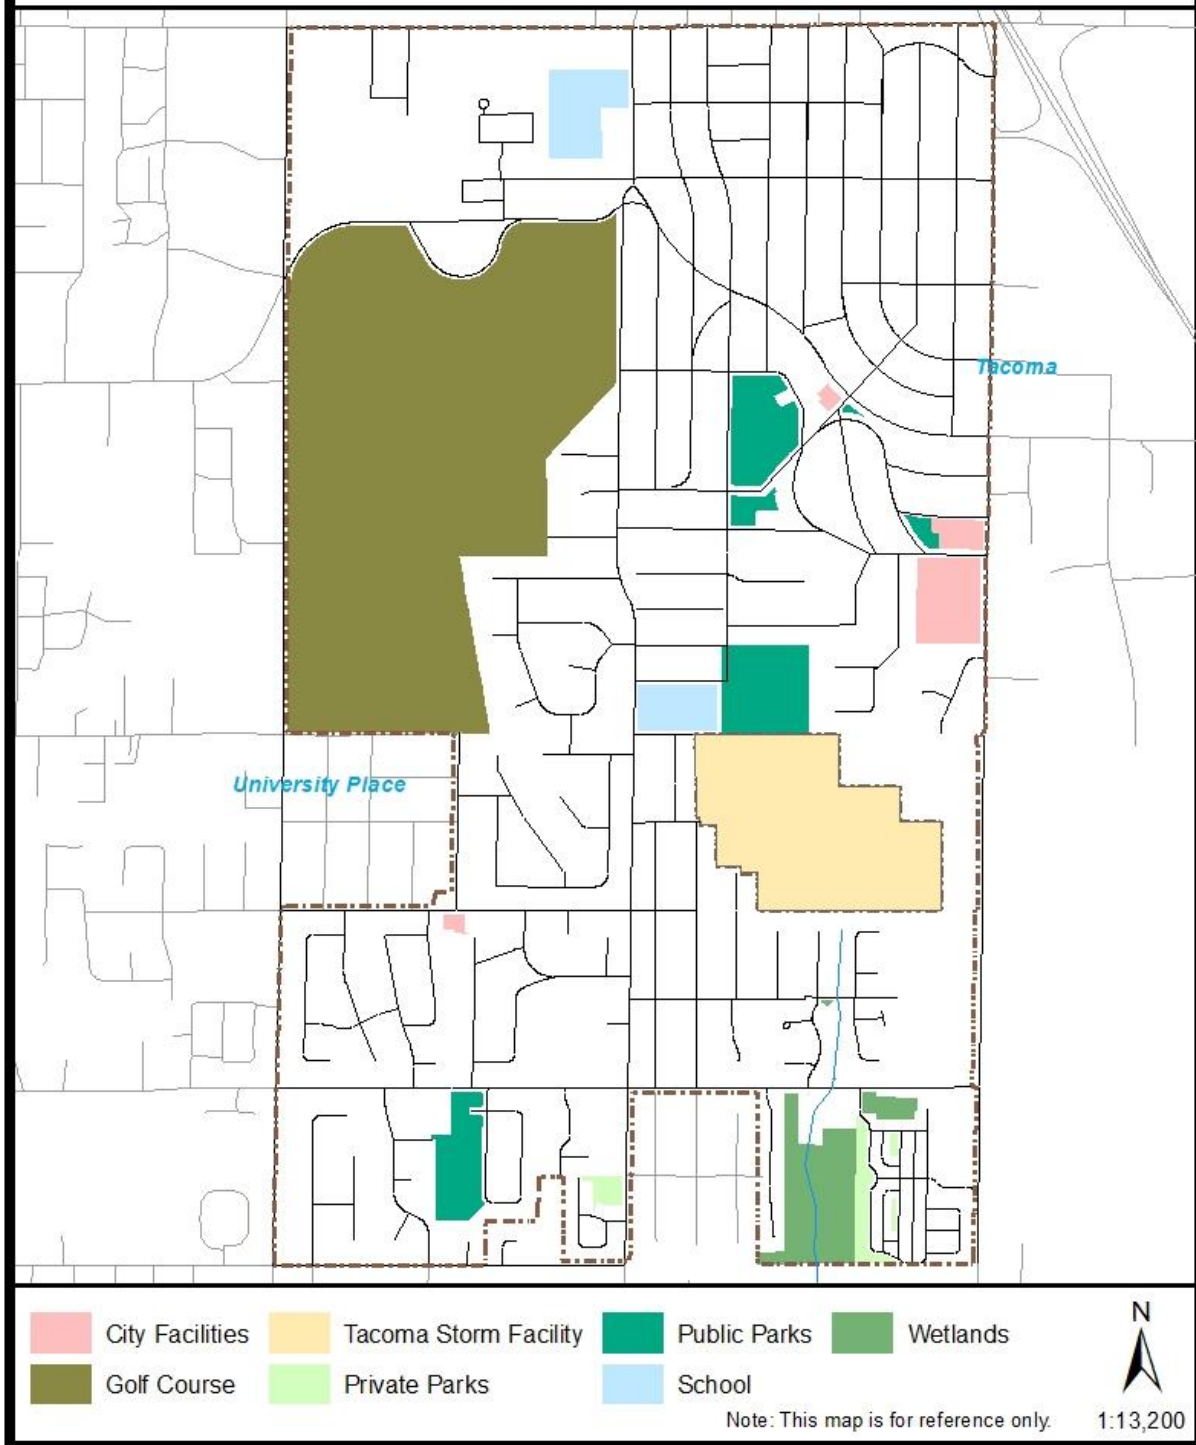 Tacoma
University Place
City Facilities
Tacoma Storm Facility
Public Parks
Wetlands
Golf Course
Private Parks
School
N
Note: This map is for reference only.
1:13,200